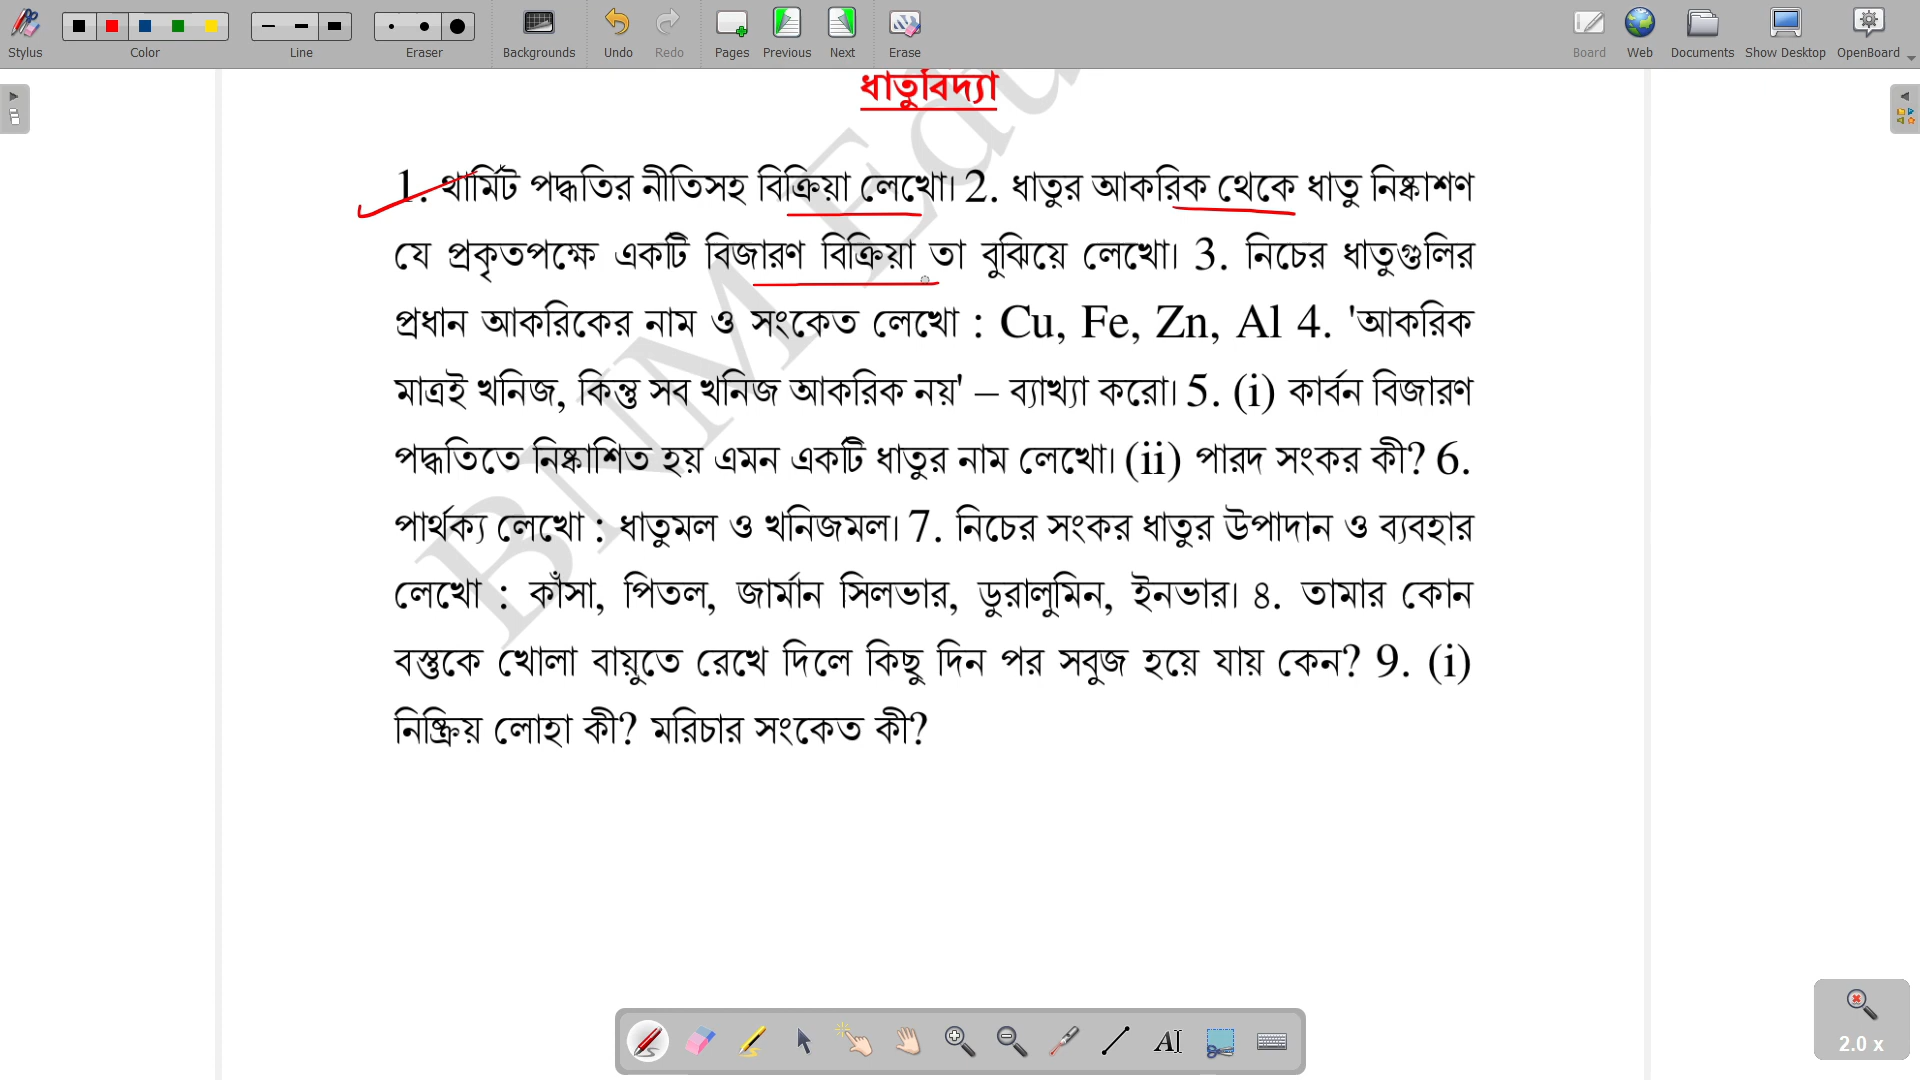 Stylus Color Line Eraser Backgrounds Undo Redo Pages Previous Next Erase Board Web Documents Show Desktop OpenBoard
ধাতুবিদ্যা
1. থার্মিট পদ্ধতির নীতিসহ বিক্রিয়া লেখো। 2. ধাতুর আকরিক থেকে ধাতু নিষ্কাশণ
যে প্রকৃতপক্ষে একটি বিজারণ বিক্রিয়া তা বুঝিয়ে লেখো। 3. নিচের ধাতুগুলির
প্রধান আকরিকের নাম ও সংকেত লেখো : Cu, Fe, Zn, Al 4. 'আকরিক
মাত্রই খনিজ, কিন্তু সব খনিজ আকরিক নয়' – ব্যাখ্যা করো। 5. (i) কার্বন বিজারণ
পদ্ধতিতে নিষ্কাশিত হয় এমন একটি ধাতুর নাম লেখো। (ii) পারদ সংকর কী? 6.
পার্থক্য লেখো : ধাতুমল ও খনিজমল। 7. নিচের সংকর ধাতুর উপাদান ও ব্যবহার
লেখো : কাঁসা, পিতল, জার্মান সিলভার, ডুরালুমিন, ইনভার। ৪. তামার কোন
বস্তুকে খোলা বায়ুতে রেখে দিলে কিছু দিন পর সবুজ হয়ে যায় কেন? 9. (i)
নিষ্ক্রিয় লোহা কী? মরিচার সংকেত কী?
BNM Edu
2.0 x